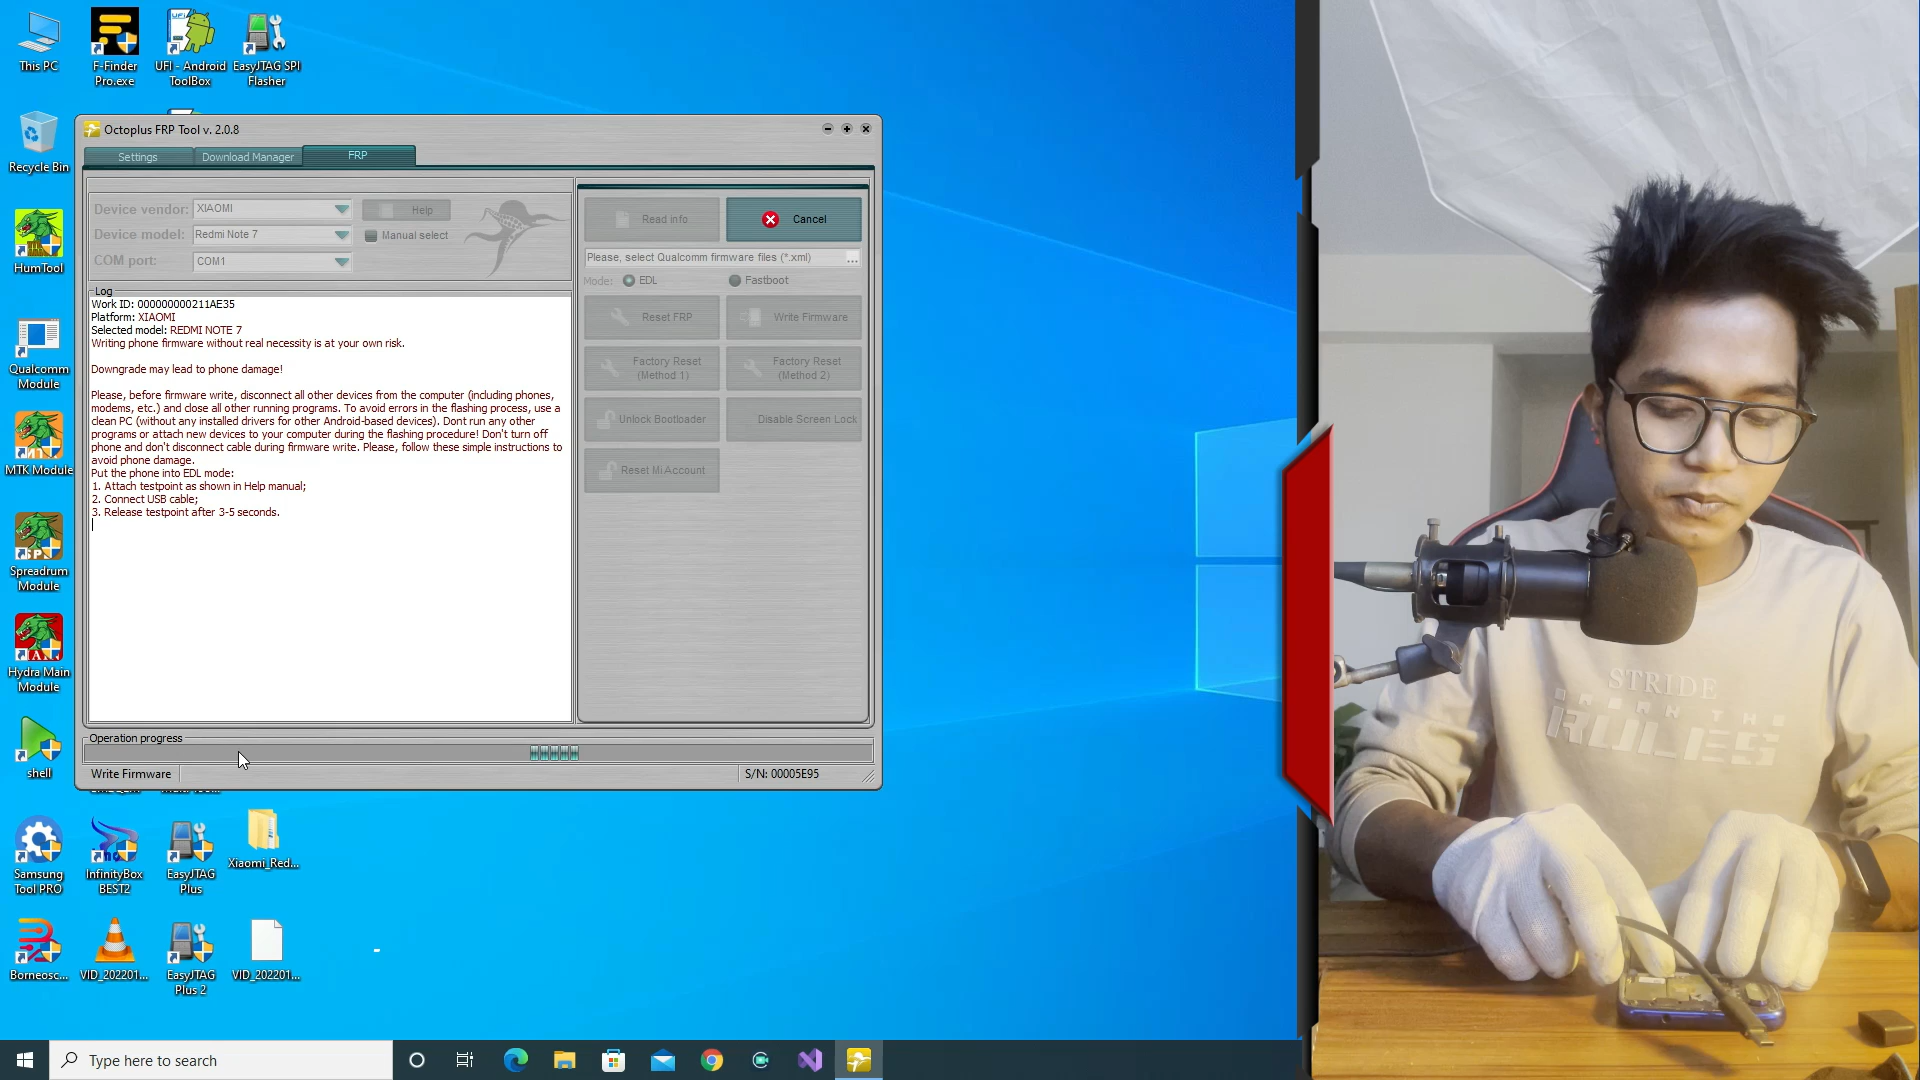 This PC
F-Finder
Pro.exe
UFI - Android
ToolBox
EasyJTAG SPI
Flasher
Recycle Bin
HumTool
Qualcomm
Module
MTK Module
Spreadrum
Module
Hydra Main
Module
shell
Octoplus FRP Tool v. 2.0.8
Settings
Download Manager
FRP
Device vendor:
XIAOMI
Help
Device model:
Redmi Note 7
Manual select
COM port:
COM1
Log
Work ID: 000000000211AE35
Platform: XIAOMI
Selected model: REDMI NOTE 7
Writing phone firmware without real necessity is at your own risk.
Downgrade may lead to phone damage!
Please, before firmware write, disconnect all other devices from the computer (including phones,
modems, etc.) and close all other running programs. To avoid errors in the flashing process, use a
clean PC (without any installed drivers for other Android-based devices). Dont run any other
programs or attach new devices to your computer during the flashing procedure! Don't turn off
phone and don't disconnect cable during firmware write. Please, follow these simple instructions to
avoid phone damage.
Put the phone into EDL mode:
1. Attach testpoint as shown in Help manual;
2. Connect USB cable;
3. Release testpoint after 3-5 seconds.
Read info
Cancel
Please, select Qualcomm firmware files (*.xml)
...
Mode:
EDL
Fastboot
Reset FRP
Write Firmware
Factory Reset
(Method 1)
Factory Reset
(Method 2)
Unlock Bootloader
Disable Screen Lock
Reset Mi Account
Operation progress
Write Firmware
S/N: 00005E95
Samsung
Tool PRO
InfinityBox
BEST2
EasyJTAG
Plus
Xiaomi_Red...
Borneosc...
VID_202201...
EasyJTAG
Plus 2
VID_202201...
Type here to search
STRIDE
RULES